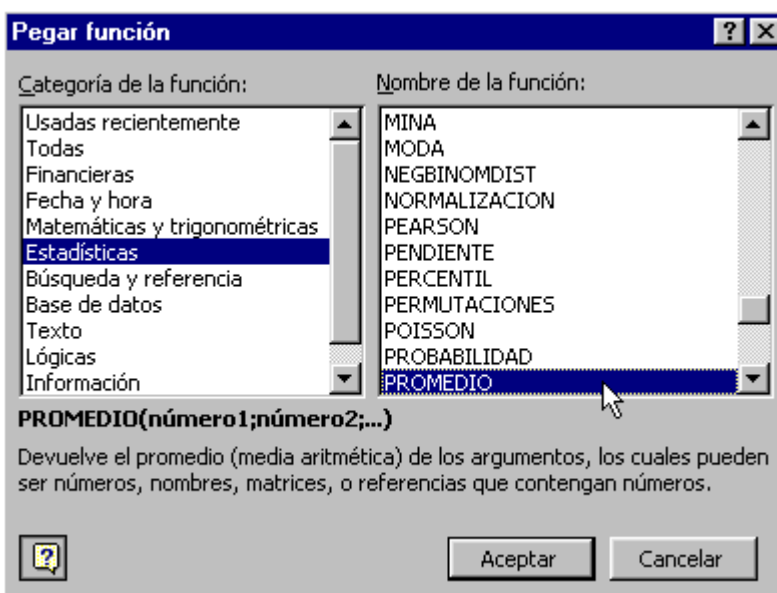 Pegar función
Categoría de la función:
Usadas recientemente
Todas
Financieras
Fecha y hora
Matemáticas y trigonométricas
Estadísticas
Búsqueda y referencia
Base de datos
Texto
Lógicas
Información
Nombre de la función:
MINA
MODA
NEGBINOMDIST
NORMALIZACION
PEARSON
PENDIENTE
PERCENTIL
PERMUTACIONES
POISSON
PROBABILIDAD
PROMEDIO
PROMEDIO(número1;número2;...)
Devuelve el promedio (media aritmética) de los argumentos, los cuales pueden
ser números, nombres, matrices, o referencias que contengan números.
Aceptar
Cancelar